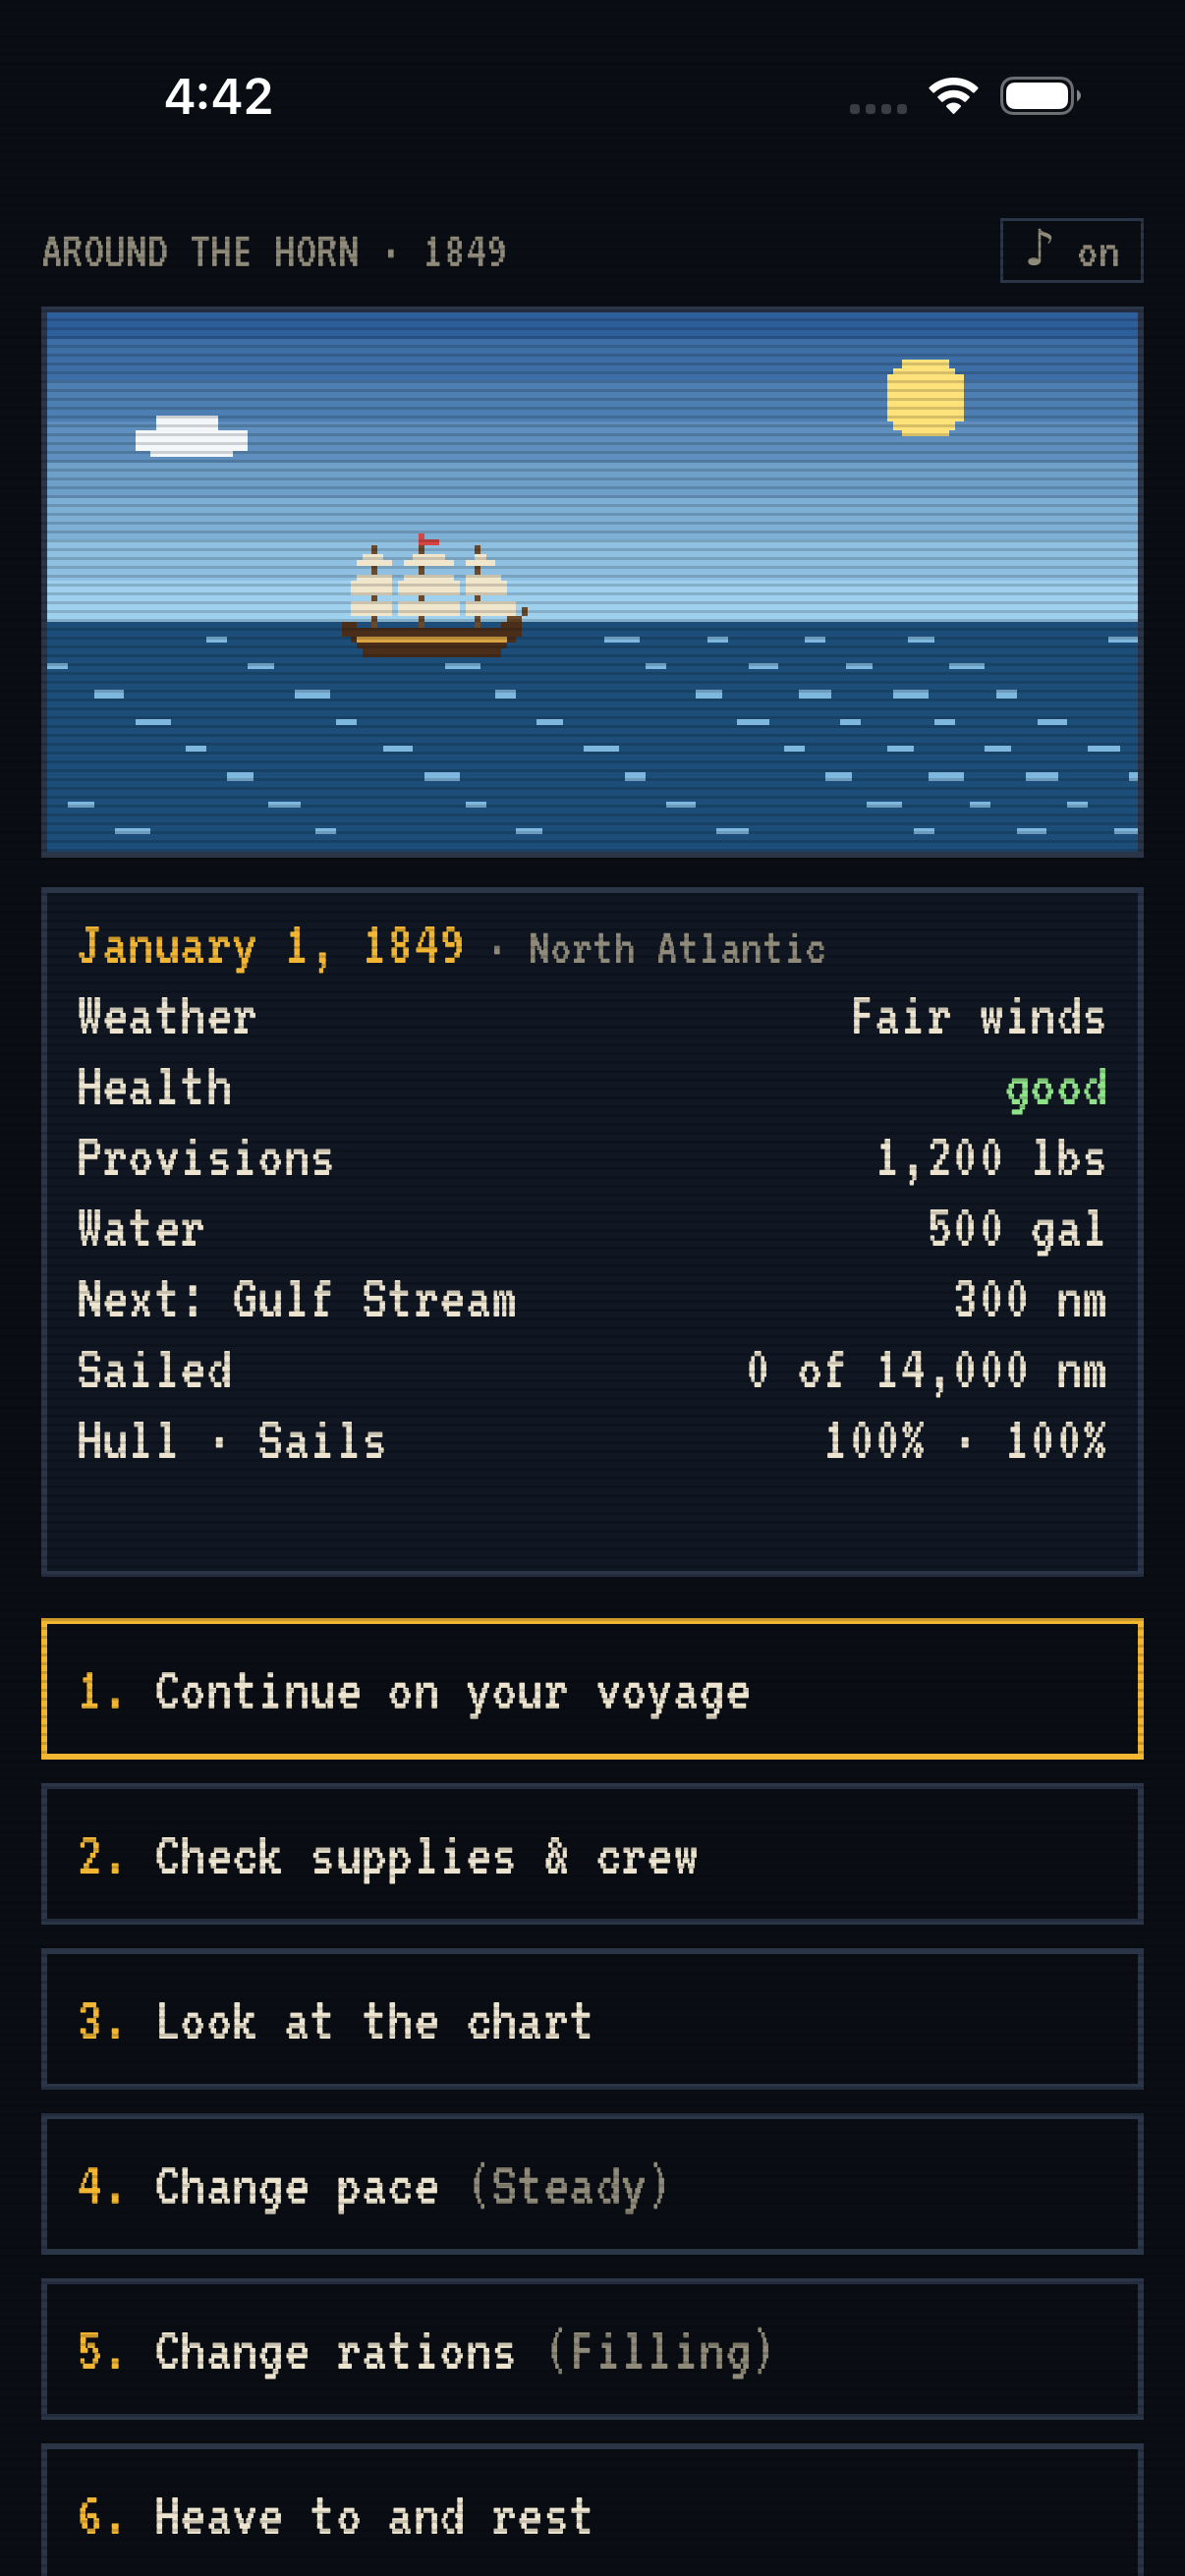 4:42
AROUND THE HORN · 1849 ♪ on
January 1, 1849 · North Atlantic
Weather Fair winds
Health good
Provisions 1,200 lbs
Water 500 gal
Next: Gulf Stream 300 nm
Sailed 0 of 14,000 nm
Hull · Sails 100% · 100%
1. Continue on your voyage
2. Check supplies & crew
3. Look at the chart
4. Change pace (Steady)
5. Change rations (Filling)
6. Heave to and rest